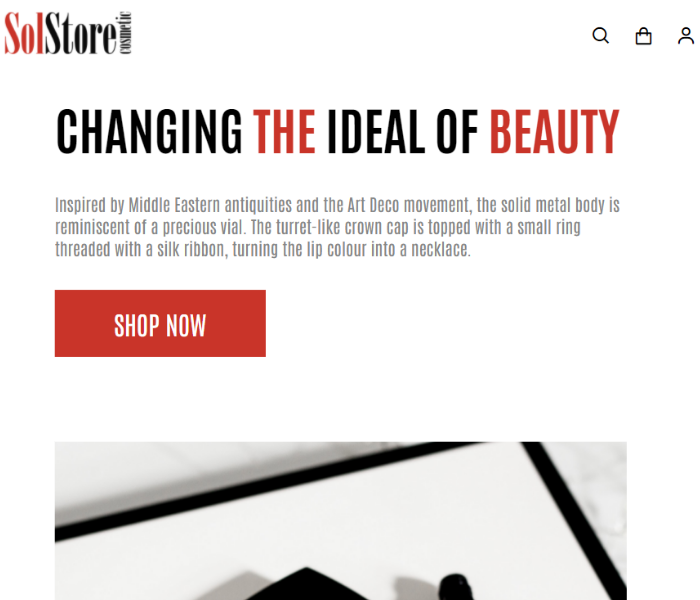 SolStore cosmetic
CHANGING THE IDEAL OF BEAUTY
Inspired by Middle Eastern antiquities and the Art Deco movement, the solid metal body is
reminiscent of a precious vial. The turret-like crown cap is topped with a small ring
threaded with a silk ribbon, turning the lip colour into a necklace.
SHOP NOW